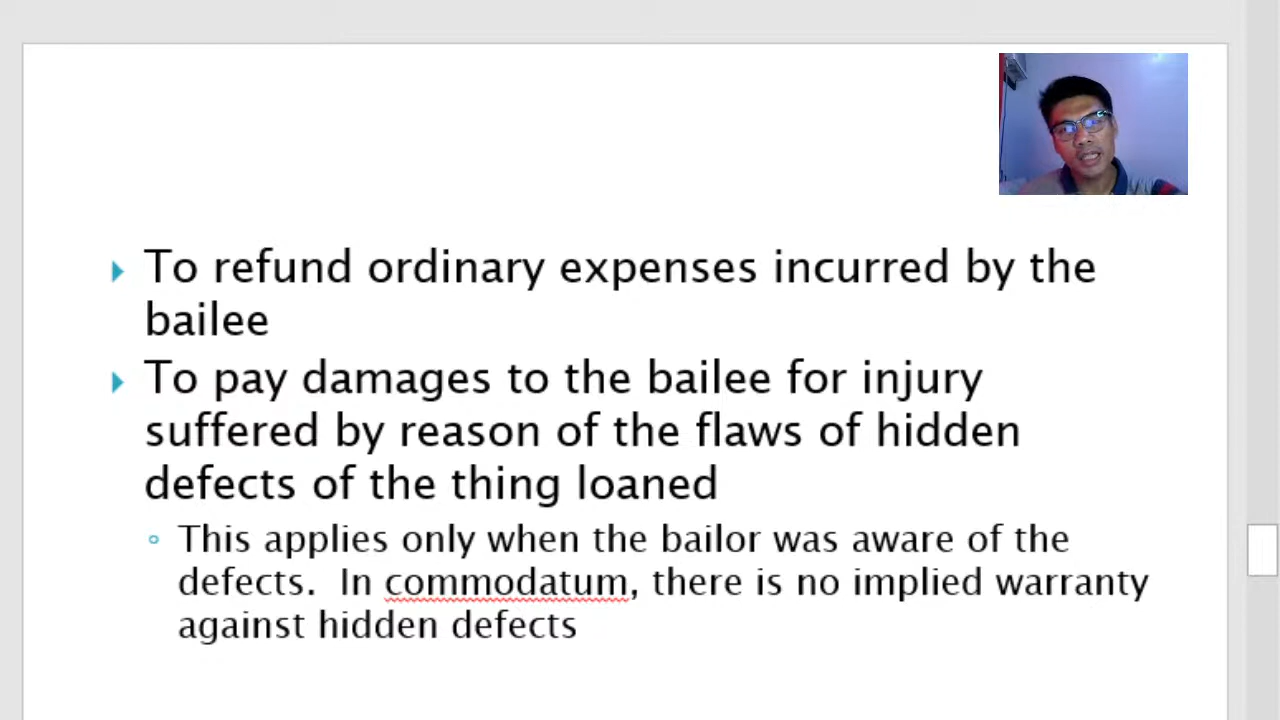 To refund ordinary expenses incurred by the
bailee
To pay damages to the bailee for injury
suffered by reason of the flaws of hidden
defects of the thing loaned
This applies only when the bailor was aware of the
defects.  In commodatum, there is no implied warranty
against hidden defects